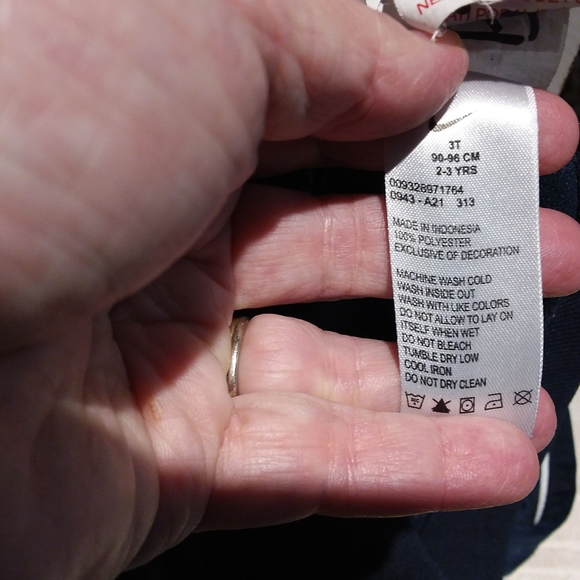 3T
90-96 CM
2-3 YRS
009328971764
0943 - A21 313
MADE IN INDONESIA
100% POLYESTER
EXCLUSIVE OF DECORATION
MACHINE WASH COLD
WASH INSIDE OUT
WASH WITH LIKE COLORS
DO NOT ALLOW TO LAY ON
ITSELF WHEN WET
DO NOT BLEACH
TUMBLE DRY LOW
COOL IRON
DO NOT DRY CLEAN